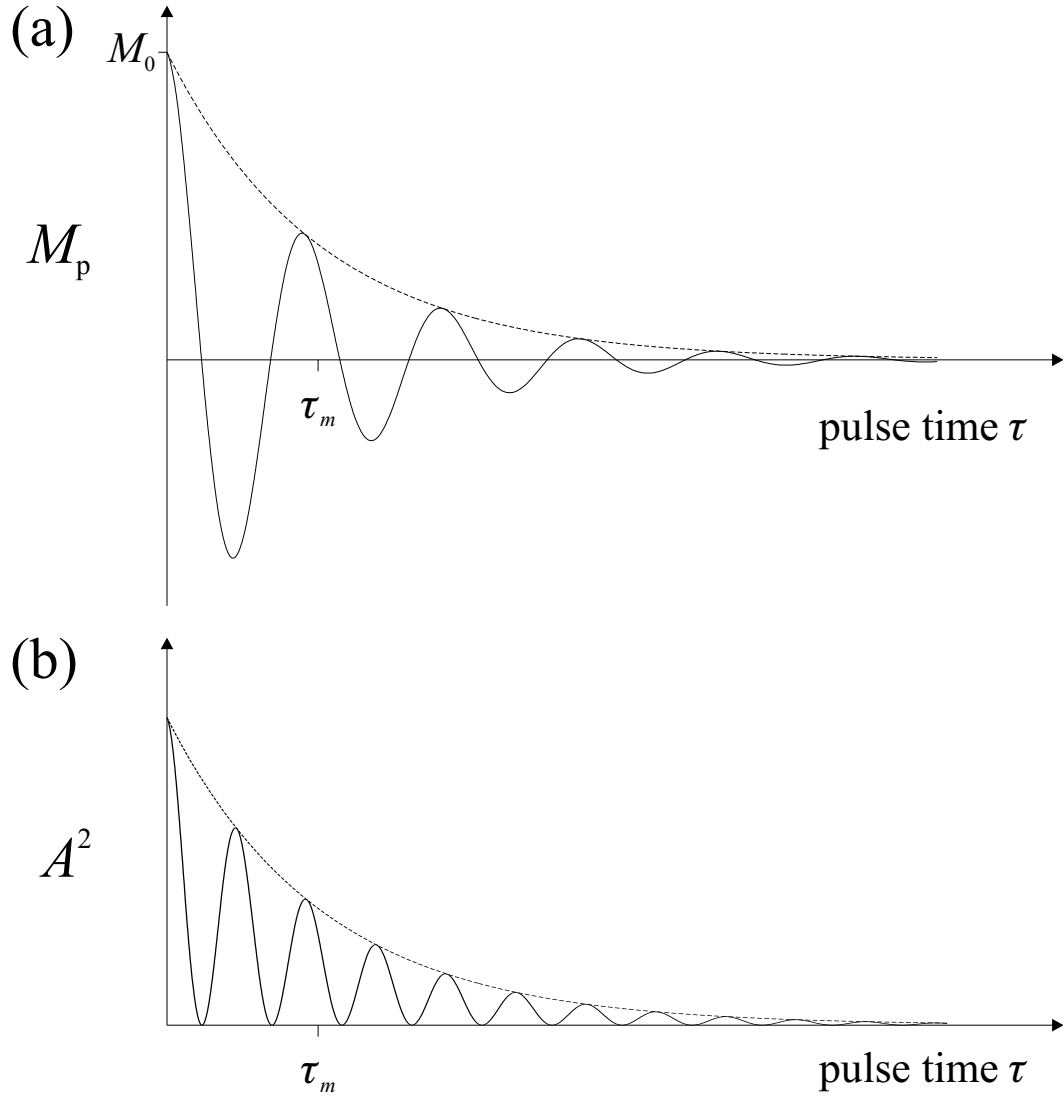 (a)
M₀
Mₚ
τₘ
pulse time τ
(b)
A²
τₘ
pulse time τ